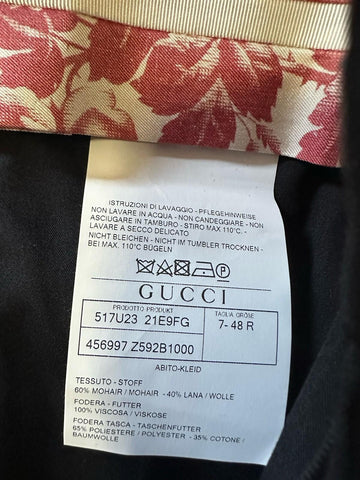 ISTRUZIONI DI LAVAGGIO - PFLEGEHINWEISE
NON LAVARE IN ACQUA - NON CANDEGGIARE - NON
ASCIUGARE IN TAMBURO - STIRO MAX 110°C. -
LAVARE A SECCO DELICATO
NICHT BLEICHEN - NICHT IM TUMBLER TROCKNEN -
BEI MAX. 110°C BÜGELN
P
GUCCI
PRODOTTO PRODUKT
TAGLIA GRÖSSE
517U23 21E9FG
7- 48 R
456997 Z592B1000
ABITO-KLEID
TESSUTO - STOFF
60% MOHAIR / MOHAIR - 40% LANA / WOLLE
FODERA - FUTTER
100% VISCOSA / VISKOSE
FODERA TASCA - TASCHENFUTTER
65% POLIESTERE / POLYESTER - 35% COTONE /
BAUMWOLLE